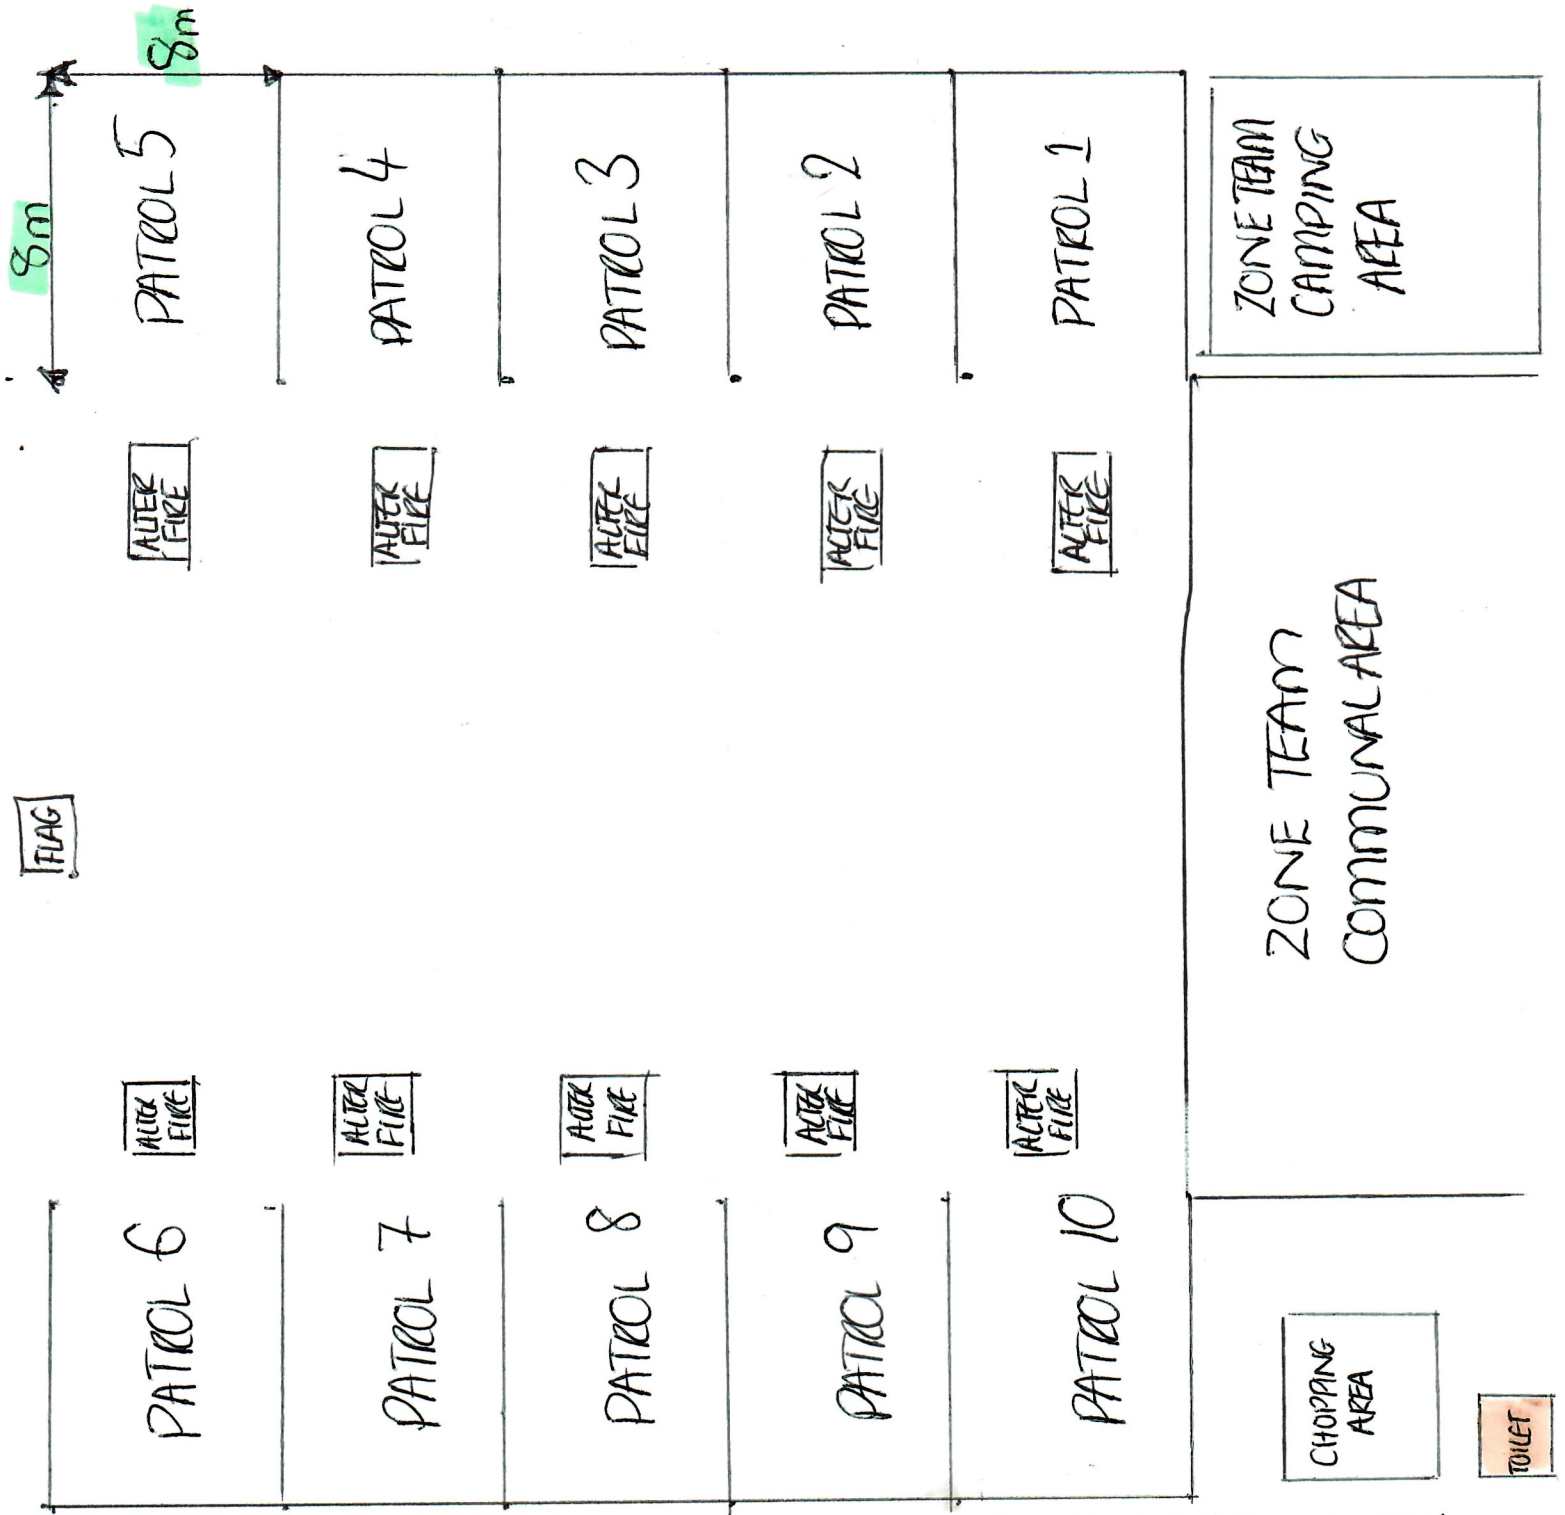 FLAG
8m
PATROL 6
ALTER
FIRE
ALTER
FIRE
PATROL 5
8m
PATROL 7
ALTER
FIRE
ALTER
FIRE
PATROL 4
PATROL 8
ALTER
FIRE
ALTER
FIRE
PATROL 3
PATROL 9
ALTER
FIRE
ALTER
FIRE
PATROL 2
PATROL 10
ALTER
FIRE
ALTER
FIRE
PATROL 1
CHOPPING
AREA
ZONE TEAM
COMMUNAL AREA
ZONE TEAM
CAMPING
AREA
TOILET